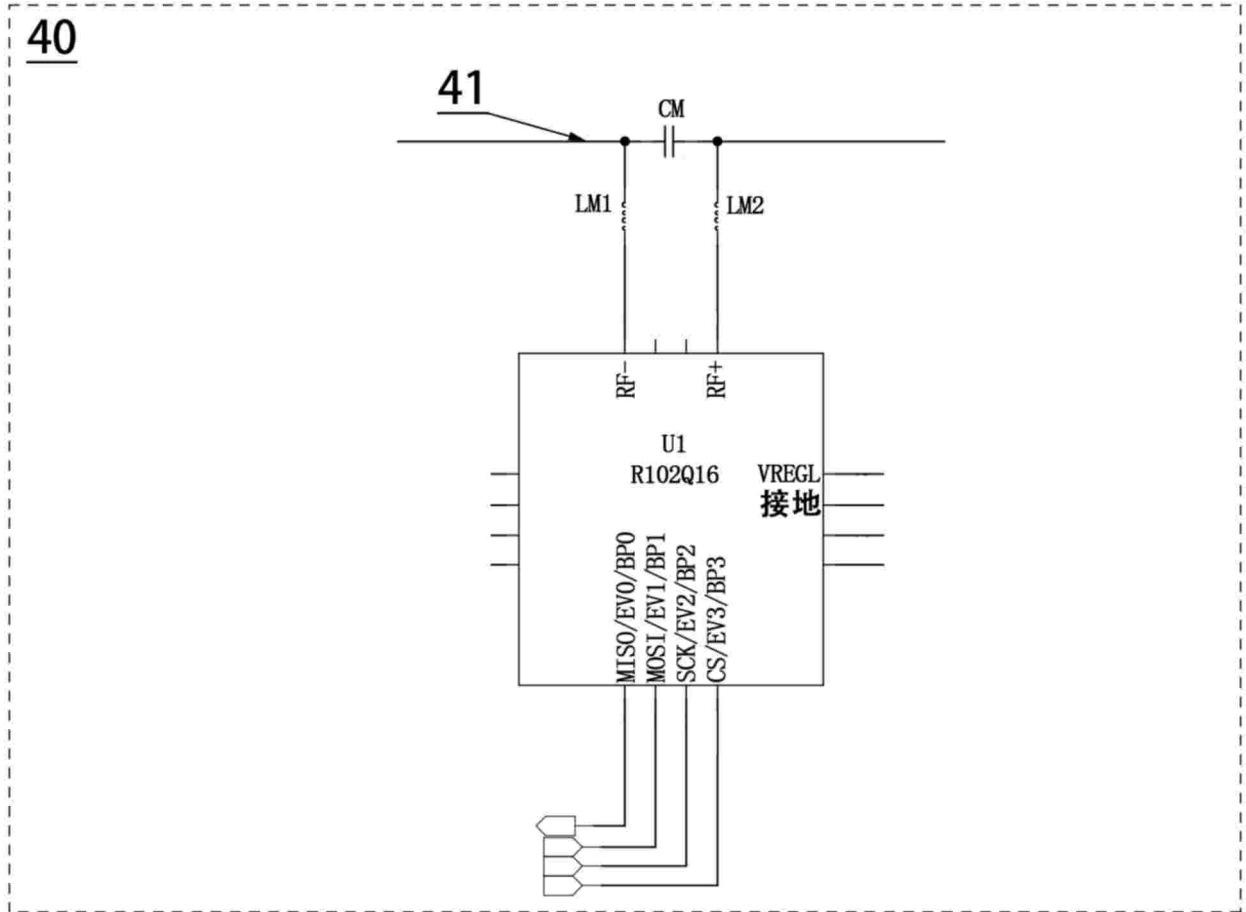 40
41
CM
LM1
LM2
RF-
RF+
U1
R102Q16
VREGL
接地
MISO/EV0/BP0
MOSI/EV1/BP1
SCK/EV2/BP2
CS/EV3/BP3